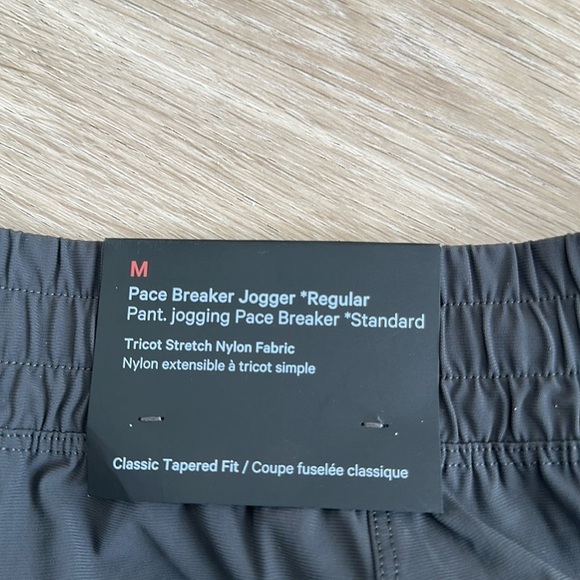 M
Pace Breaker Jogger *Regular
Pant. jogging Pace Breaker *Standard
Tricot Stretch Nylon Fabric
Nylon extensible à tricot simple
Classic Tapered Fit / Coupe fuselée classique